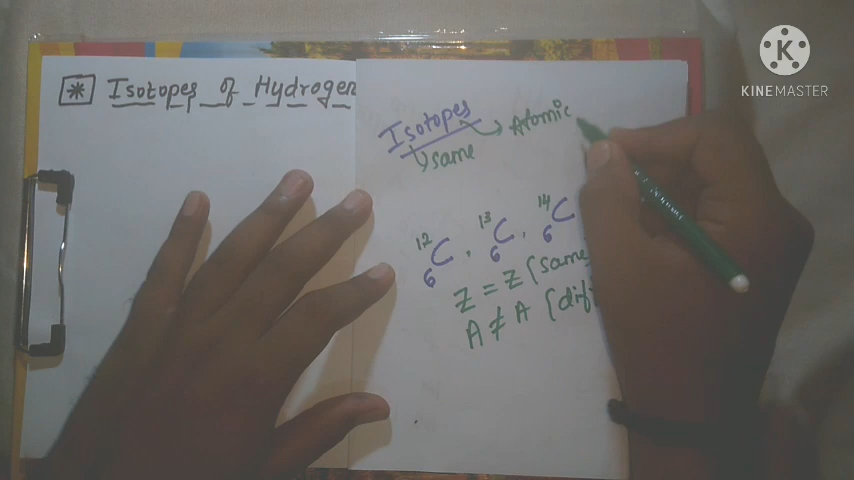 * Isotopes of Hydrogen
Isotopes
same
Atomic
12 6 C, 13 6 C, 14 6 C
Z = Z (same
A ≠ A (dif
K
KINEMASTER